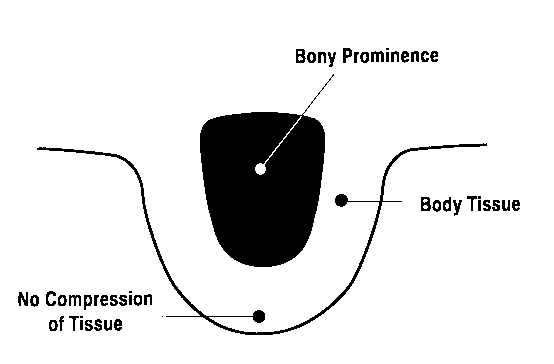 Bony Prominence
Body Tissue
No Compression
of Tissue